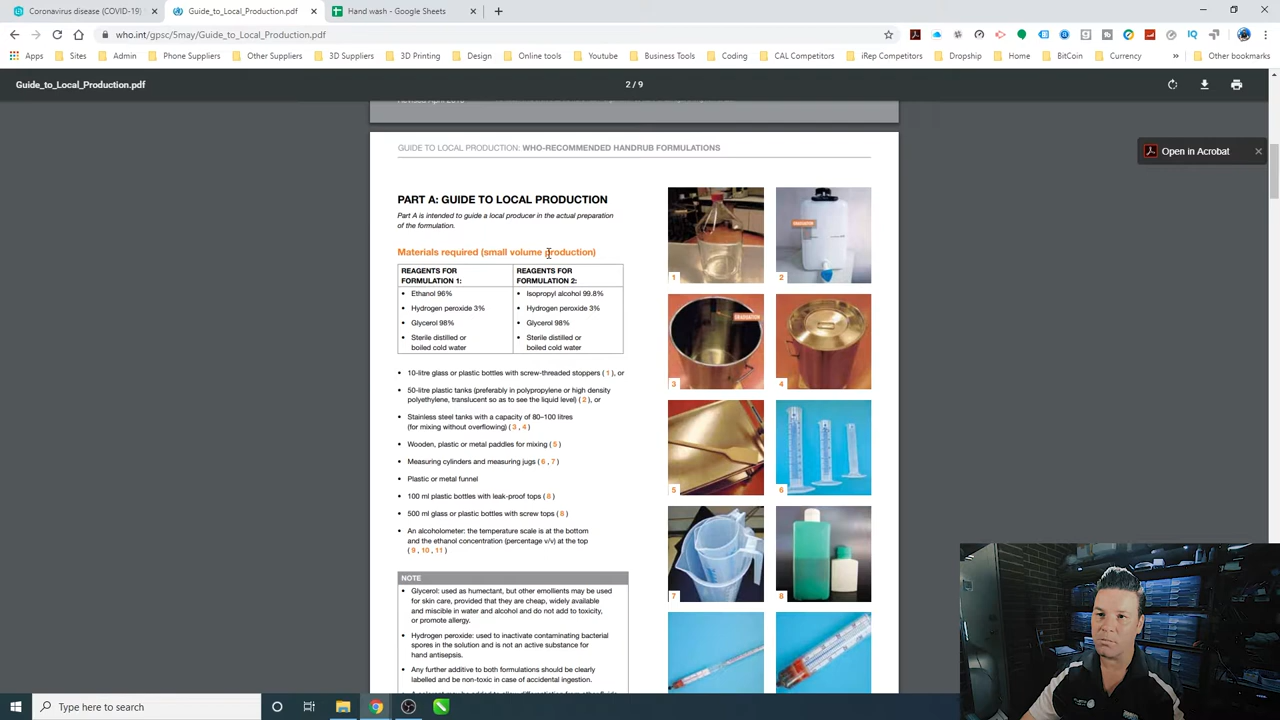 Coronavirus disease (COVID-19)
Guide_to_Local_Production.pdf
Hand wash - Google Sheets
who.int/gpsc/5may/Guide_to_Local_Production.pdf
Apps
Sites
Admin
Phone Suppliers
Other Suppliers
3D Suppliers
3D Printing
Design
Online tools
Youtube
Business Tools
Coding
CAL Competitors
iRep Competitors
Dropship
Home
BitCoin
Currency
Other bookmarks
Guide_to_Local_Production.pdf
2 / 9
Open in Acrobat
GUIDE TO LOCAL PRODUCTION: WHO-RECOMMENDED HANDRUB FORMULATIONS
PART A: GUIDE TO LOCAL PRODUCTION
Part A is intended to guide a local producer in the actual preparation
of the formulation.
Materials required (small volume production)
REAGENTS FOR
FORMULATION 1:
• Ethanol 96%
• Hydrogen peroxide 3%
• Glycerol 98%
• Sterile distilled or
boiled cold water
REAGENTS FOR
FORMULATION 2:
• Isopropyl alcohol 99.8%
• Hydrogen peroxide 3%
• Glycerol 98%
• Sterile distilled or
boiled cold water
• 10-litre glass or plastic bottles with screw-threaded stoppers ( 1 ), or
• 50-litre plastic tanks (preferably in polypropylene or high density
polyethylene, translucent so as to see the liquid level) ( 2 ), or
• Stainless steel tanks with a capacity of 80–100 litres
(for mixing without overflowing) ( 3 , 4 )
• Wooden, plastic or metal paddles for mixing ( 5 )
• Measuring cylinders and measuring jugs ( 6 , 7 )
• Plastic or metal funnel
• 100 ml plastic bottles with leak-proof tops ( 8 )
• 500 ml glass or plastic bottles with screw tops ( 8 )
• An alcoholometer: the temperature scale is at the bottom
and the ethanol concentration (percentage v/v) at the top
( 9 , 10 , 11 )
NOTE
• Glycerol: used as humectant, but other emollients may be used
for skin care, provided that they are cheap, widely available
and miscible in water and alcohol and do not add to toxicity,
or promote allergy.
• Hydrogen peroxide: used to inactivate contaminating bacterial
spores in the solution and is not an active substance for
hand antisepsis.
• Any further additive to both formulations should be clearly
labelled and be non-toxic in case of accidental ingestion.
1
GRADUATION
2
GRADUATION
3
4
5
6
7
8
Type here to search